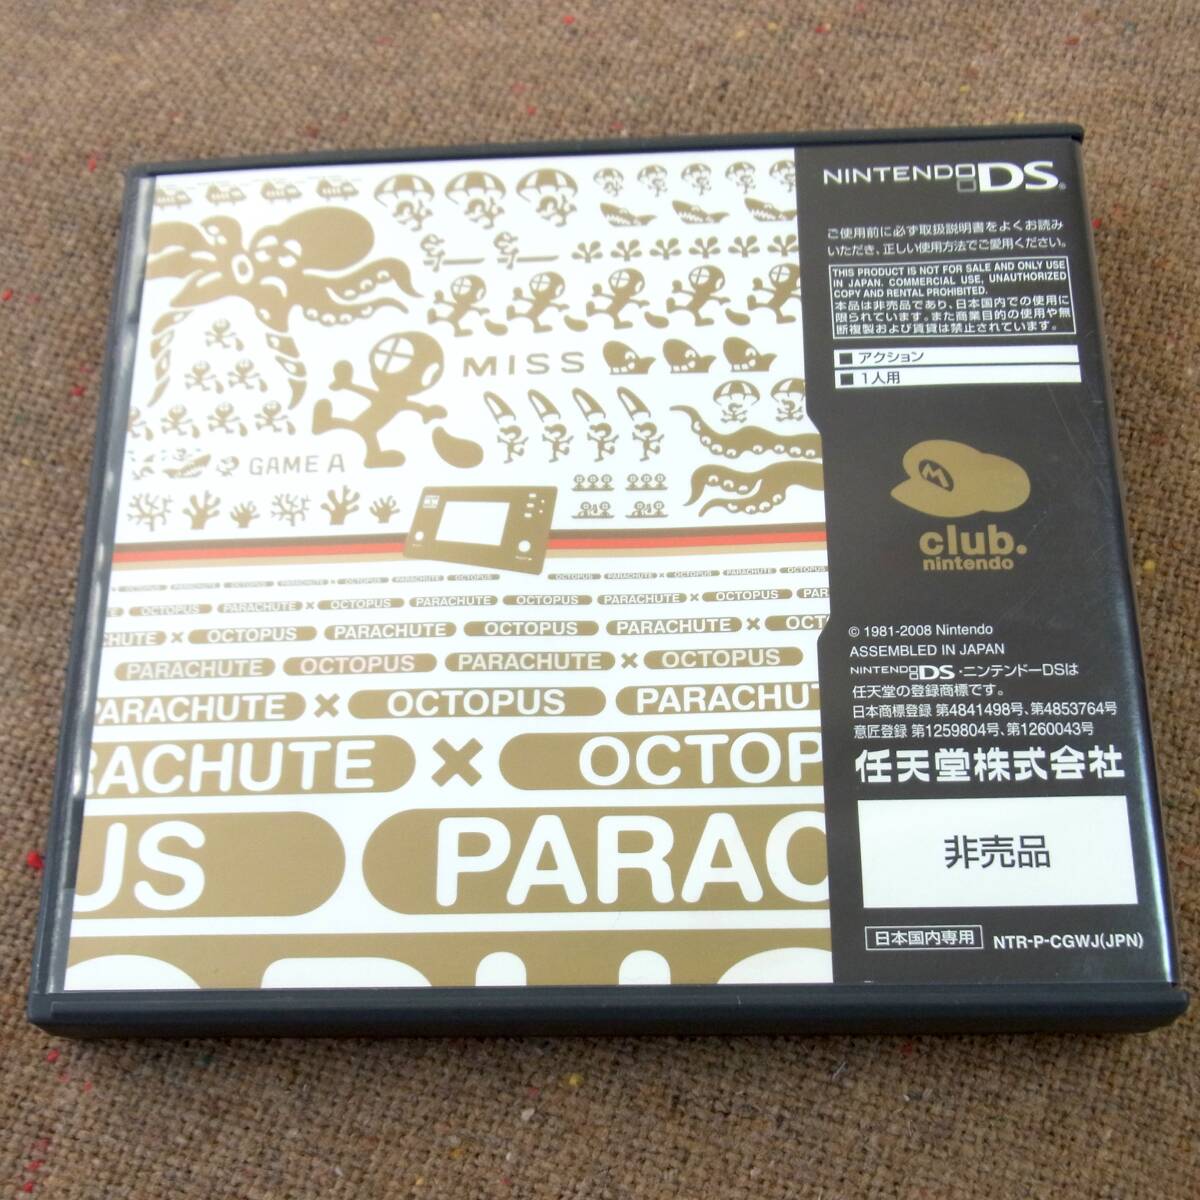 MISS
GAME A
OCTOPUS PARACHUTE × OCTOPUS PARACHUTE OCTOPUS PARACHUTE × OCTOPUS PAR
CHUTE × OCTOPUS PARACHUTE OCTOPUS PARACHUTE × OCT
PARACHUTE OCTOPUS PARACHUTE × OCTOPUS
PARACHUTE × OCTOPUS PARACHUT
RACHUTE × OCTOP
US PARAC
NINTENDO DS®
ご使用前に必ず取扱説明書をよくお読み
いただき、正しい使用方法でご愛用ください。
THIS PRODUCT IS NOT FOR SALE AND ONLY USE
IN JAPAN. COMMERCIAL USE, UNAUTHORIZED
COPY AND RENTAL PROHIBITED.
本品は非売品であり、日本国内での使用に
限られています。また商業目的の使用や無
断複製および賃貸は禁止されています。
■ アクション
■ 1人用
M
club.
nintendo
© 1981-2008 Nintendo
ASSEMBLED IN JAPAN
NINTENDO DS・ニンテンドーDSは
任天堂の登録商標です。
日本商標登録 第4841498号、第4853764号
意匠登録 第1259804号、第1260043号
任天堂株式会社
非売品
日本国内専用 NTR-P-CGWJ(JPN)